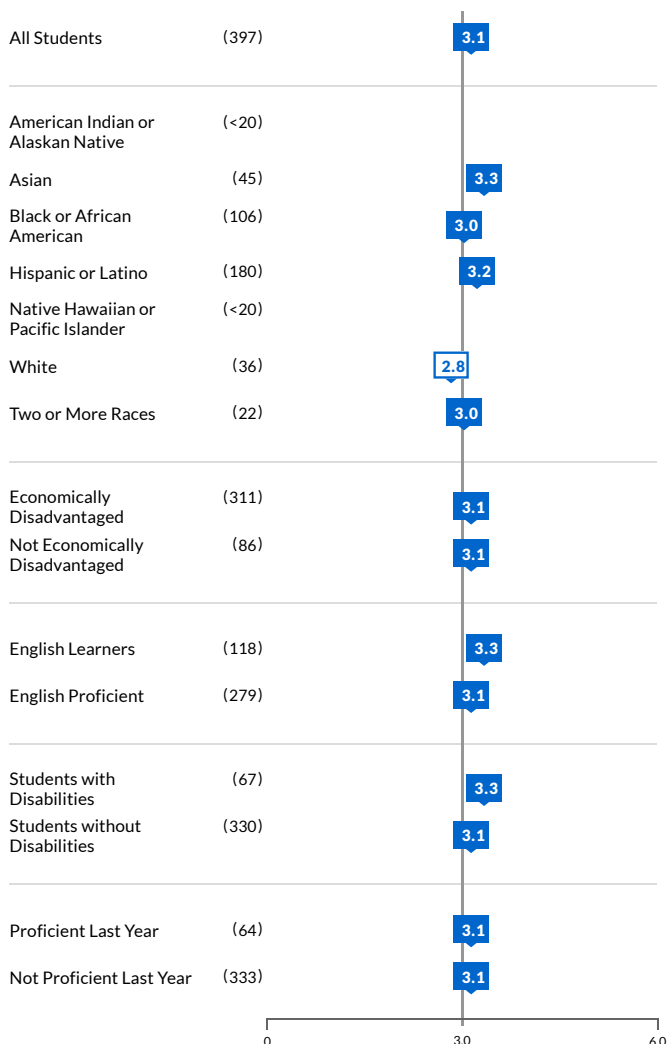 All Students (397) 3.1
American Indian or (<20)
Alaskan Native
Asian (45) 3.3
Black or African (106) 3.0
American
Hispanic or Latino (180) 3.2
Native Hawaiian or (<20)
Pacific Islander
White (36) 2.8
Two or More Races (22) 3.0
Economically (311) 3.1
Disadvantaged
Not Economically (86) 3.1
Disadvantaged
English Learners (118) 3.3
English Proficient (279) 3.1
Students with (67) 3.3
Disabilities
Students without (330) 3.1
Disabilities
Proficient Last Year (64) 3.1
Not Proficient Last Year (333) 3.1
0 3.0 6.0